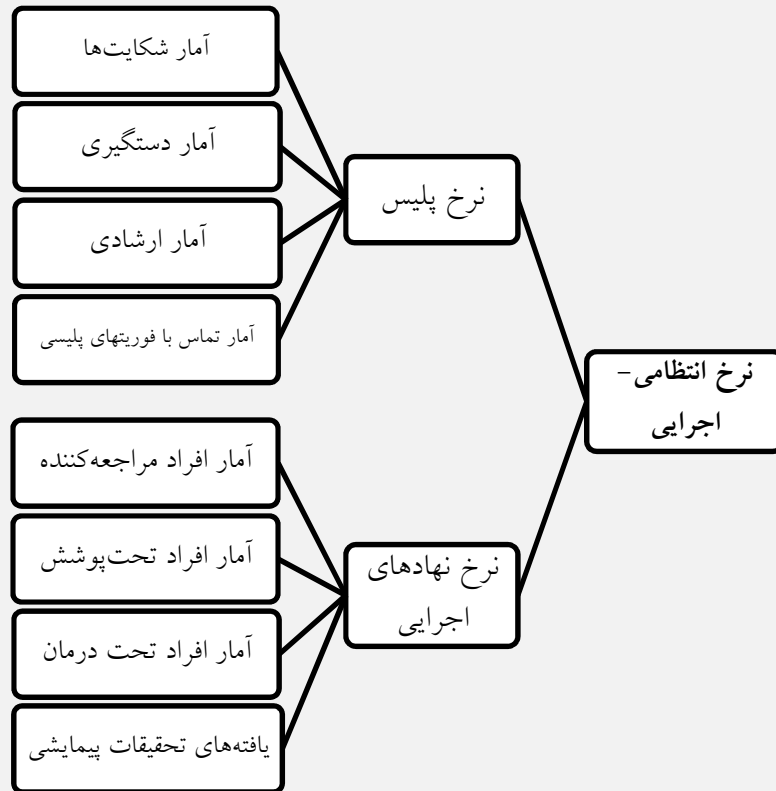 نرخ انتظامی-
اجرایی
نرخ پلیس
آمار شکایت‌ها
آمار دستگیری
آمار ارشادی
آمار تماس با فوریتهای پلیسی
نرخ نهادهای
اجرایی
آمار افراد مراجعه‌کننده
آمار افراد تحت‌پوشش
آمار افراد تحت درمان
یافته‌های تحقیقات پیمایشی